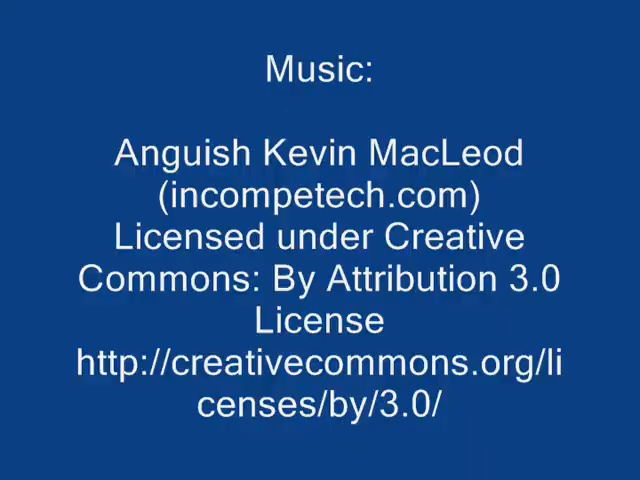 Music:
Anguish Kevin MacLeod
(incompetech.com)
Licensed under Creative
Commons: By Attribution 3.0
License
http://creativecommons.org/li
censes/by/3.0/